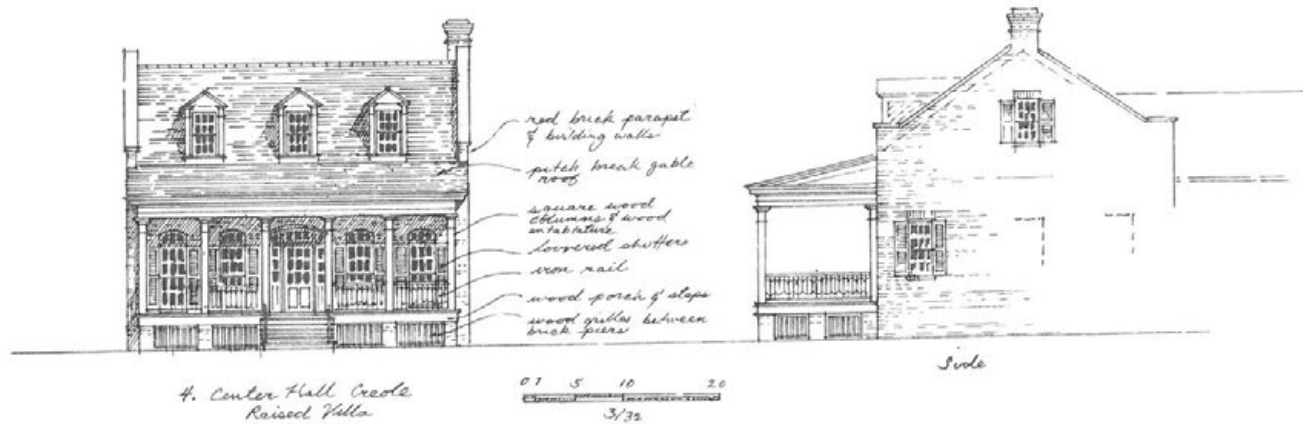 red brick parapet
& building walls
pitch break gable
roof
square wood
columns & wood
entablature
louvered shutters
iron rail
wood porch & steps
wood grilles between
brick piers
4. Center Hall Creole
Raised Villa
0 1 5 10 20
3/32
Side